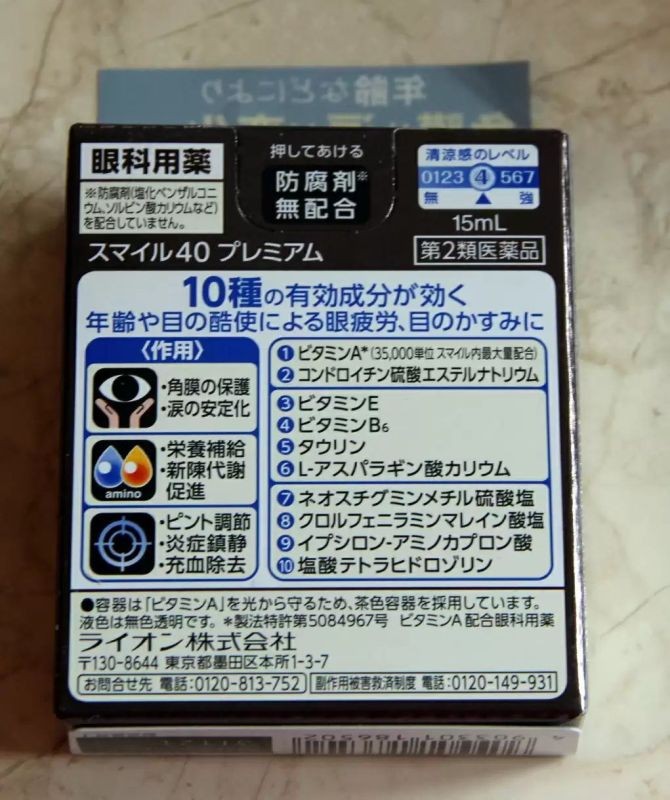 年齢などにより
眼科用薬
※防腐剤(塩化ベンザルコニ
ウム、ソルビン酸カリウムなど)
を配合していません。
押してあける
防腐剤※
無配合
清涼感のレベル
0123 4 567
無 強
15mL
スマイル40 プレミアム
第2類医薬品
10種の有効成分が効く
年齢や目の酷使による眼疲労、目のかすみに
〈作用〉
・角膜の保護
・涙の安定化
amino
・栄養補給
・新陳代謝
促進
・ピント調節
・炎症鎮静
・充血除去
1 ビタミンA*(35,000単位 スマイル内最大量配合)
2 コンドロイチン硫酸エステルナトリウム
3 ビタミンE
4 ビタミンB6
5 タウリン
6 L-アスパラギン酸カリウム
7 ネオスチグミンメチル硫酸塩
8 クロルフェニラミンマレイン酸塩
9 イプシロン-アミノカプロン酸
10 塩酸テトラヒドロゾリン
●容器は「ビタミンA」を光から守るため、茶色容器を採用しています。
液色は無色透明です。 *製法特許第5084967号 ビタミンA配合眼科用薬
ライオン株式会社
〒130-8644 東京都墨田区本所1-3-7
お問合せ先 電話:0120-813-752
副作用被害救済制度 電話:0120-149-931
4 903301 186502